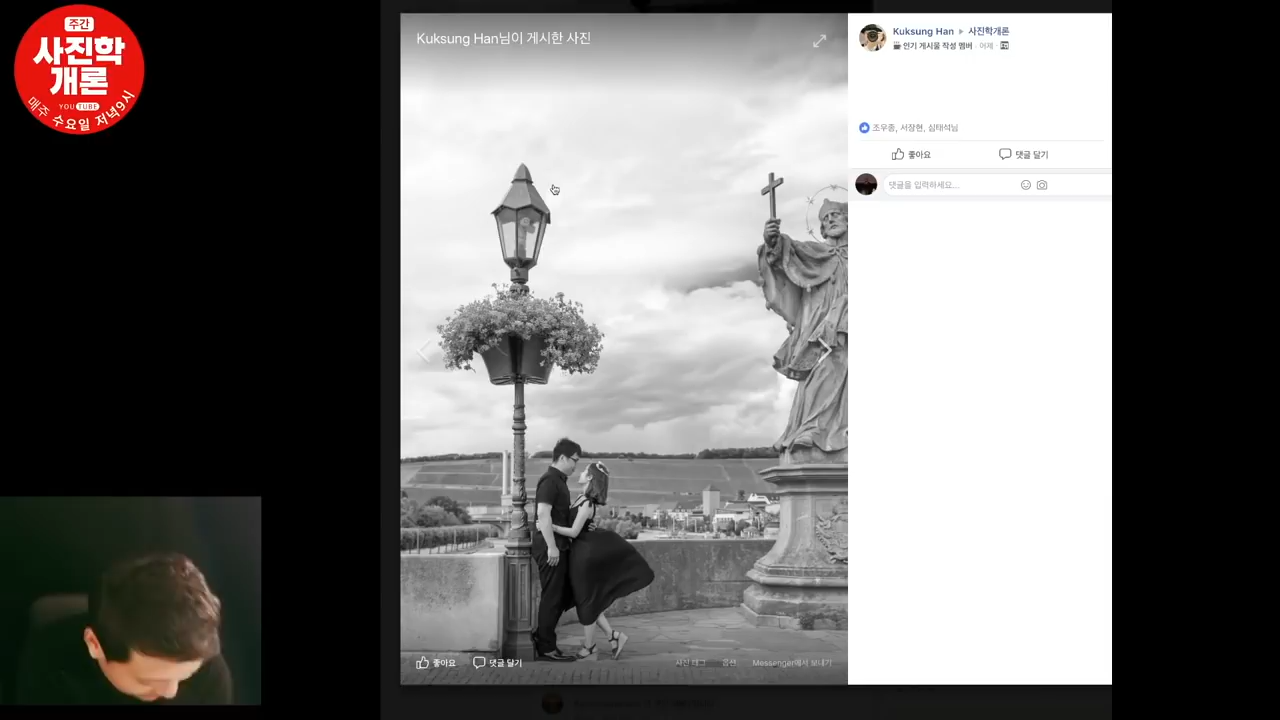 주간
사진학
개론
YOUTUBE
매주 수요일 저녁9시
Kuksung Han님이 게시한 사진
좋아요
댓글 달기
사진 태그
옵션
Messenger에서 보내기
Kuksung Han ▸ 사진학개론
인기 게시물 작성 멤버 · 어제 ·
조우종, 서장현, 심태석님
좋아요
댓글 달기
댓글을 입력하세요...